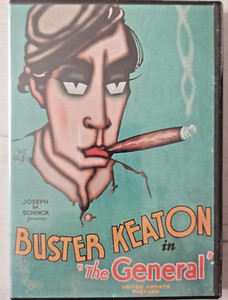 JOSEPH
M.
SCHENCK
presents
BUSTER KEATON
in
"The General"
UNITED ARTISTS
PICTURE